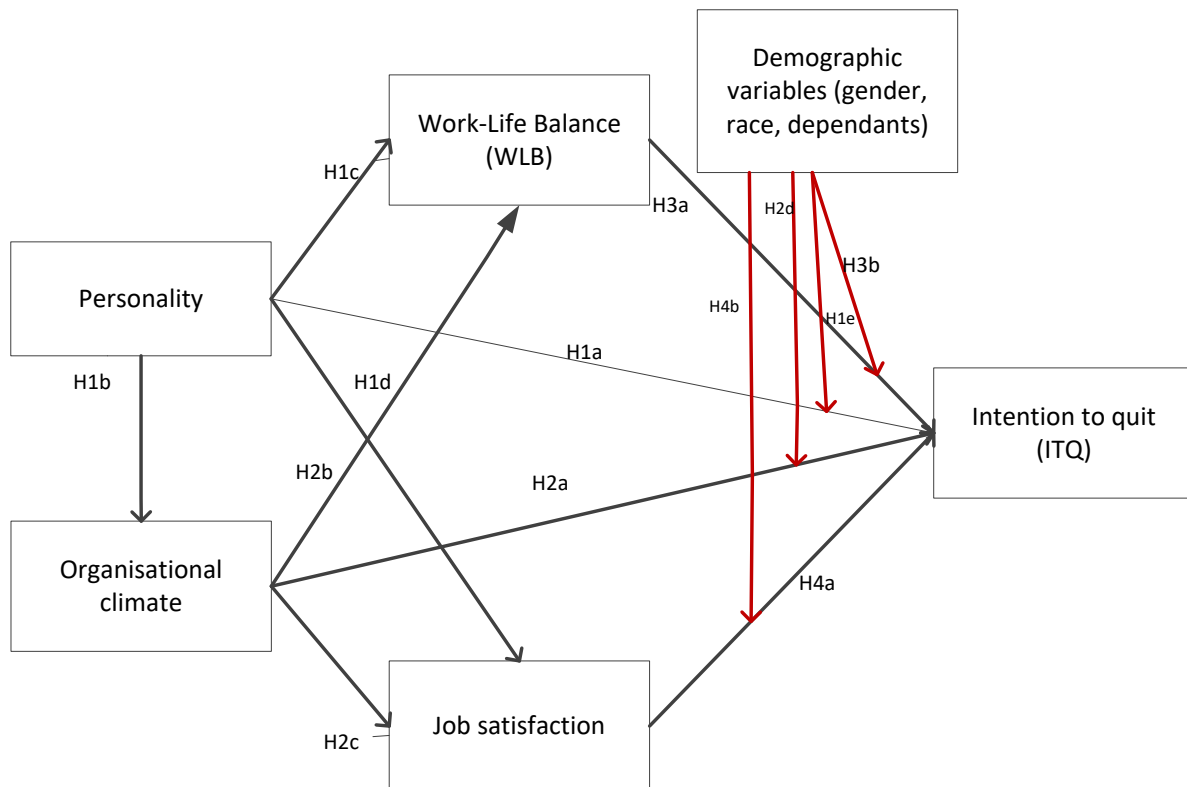 Demographic
variables (gender,
race, dependants)
Work-Life Balance
(WLB)
H1c
H3a
H2d
H3b
Personality
H4b
H1e
H1a
H1b
H1d
Intention to quit
(ITQ)
H2b
H2a
Organisational
climate
H4a
Job satisfaction
H2c